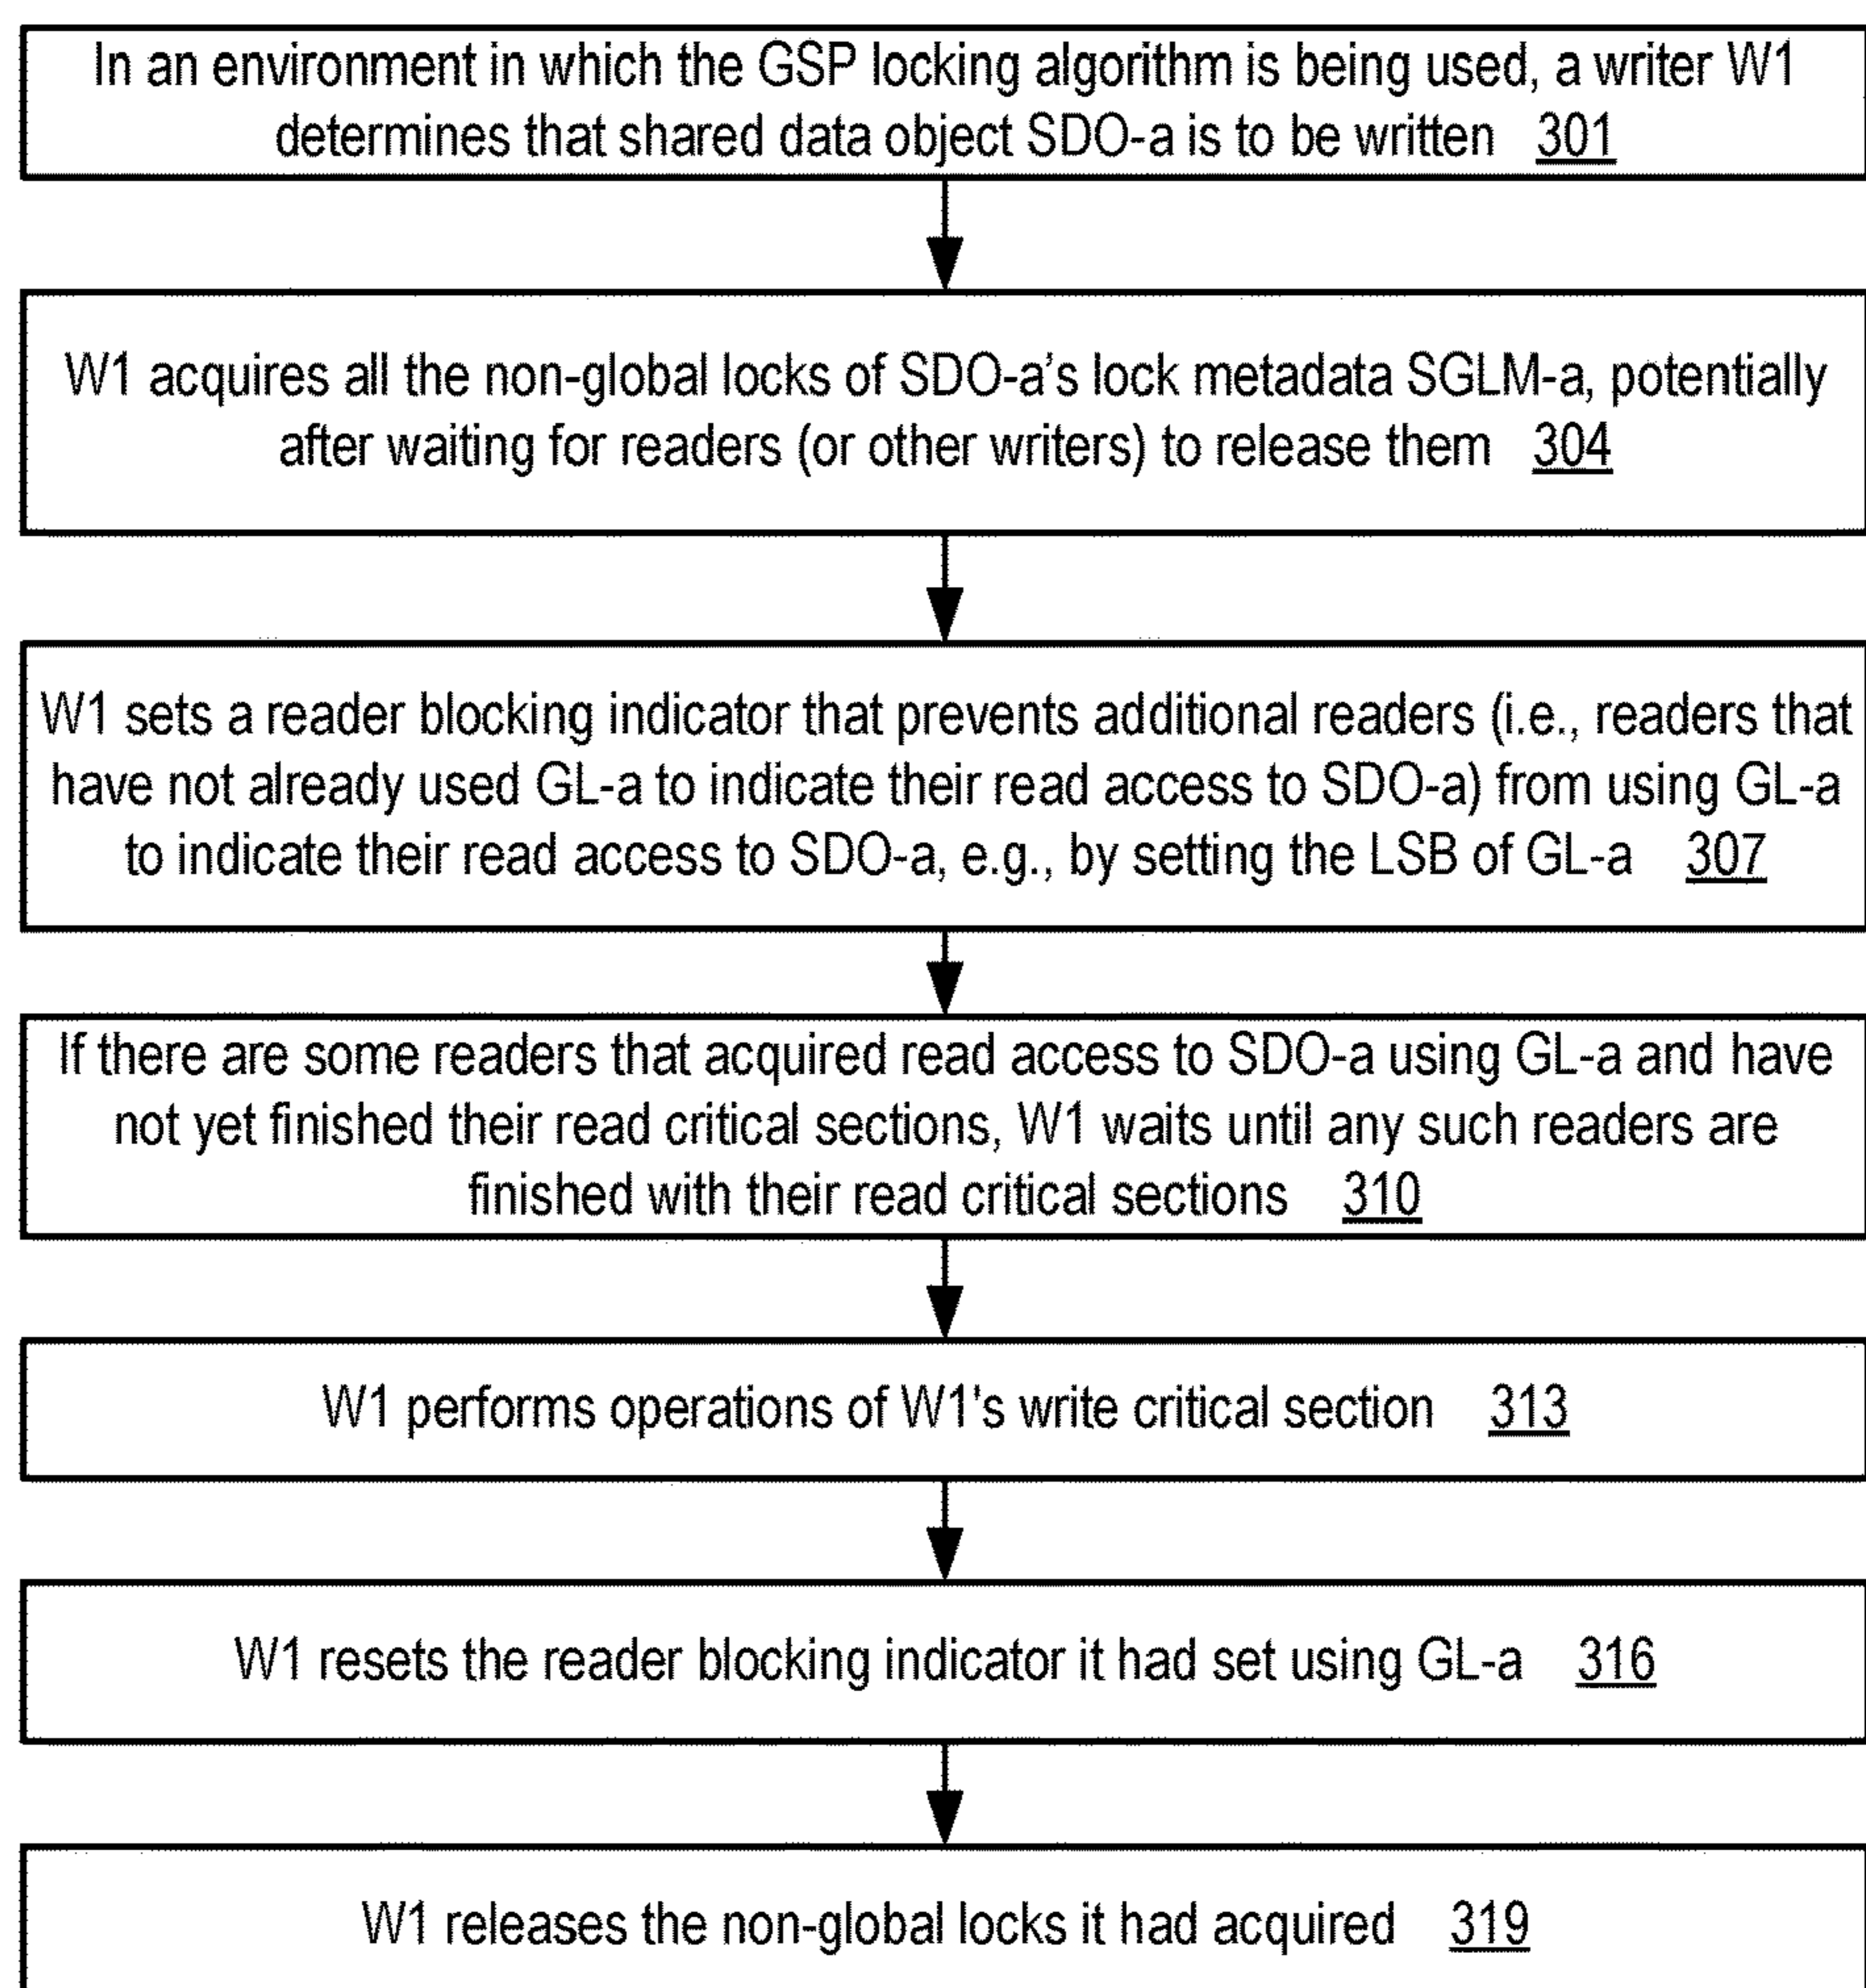 In an environment in which the GSP locking algorithm is being used, a writer W1
determines that shared data object SDO-a is to be written 301
W1 acquires all the non-global locks of SDO-a’s lock metadata SGLM-a, potentially
after waiting for readers (or other writers) to release them 304
W1 sets a reader blocking indicator that prevents additional readers (i.e., readers that
have not already used GL-a to indicate their read access to SDO-a) from using GL-a
to indicate their read access to SDO-a, e.g., by setting the LSB of GL-a 307
If there are some readers that acquired read access to SDO-a using GL-a and have
not yet finished their read critical sections, W1 waits until any such readers are
finished with their read critical sections 310
W1 performs operations of W1's write critical section 313
W1 resets the reader blocking indicator it had set using GL-a 316
W1 releases the non-global locks it had acquired 319